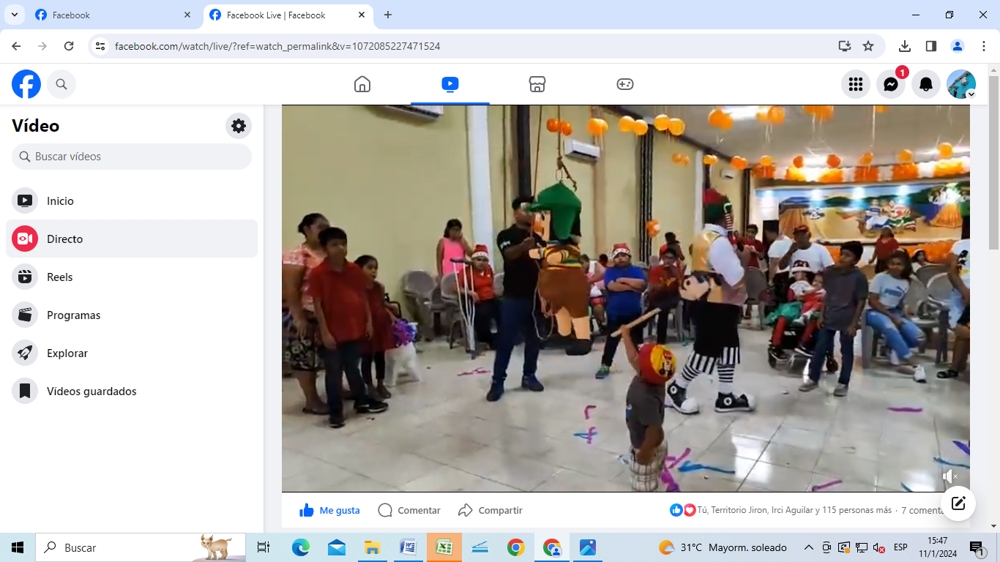 Facebook
Facebook Live | Facebook
facebook.com/watch/live/?ref=watch_permalink&v=1072085227471524
1
Vídeo
Buscar vídeos
Inicio
Directo
Reels
Programas
Explorar
Vídeos guardados
Me gusta
Comentar
Compartir
Tú, Territorio Jiron, Irci Aguilar y 115 personas más · 7 comenta
Buscar
31°C Mayorm. soleado
ESP
15:47
11/1/2024
1